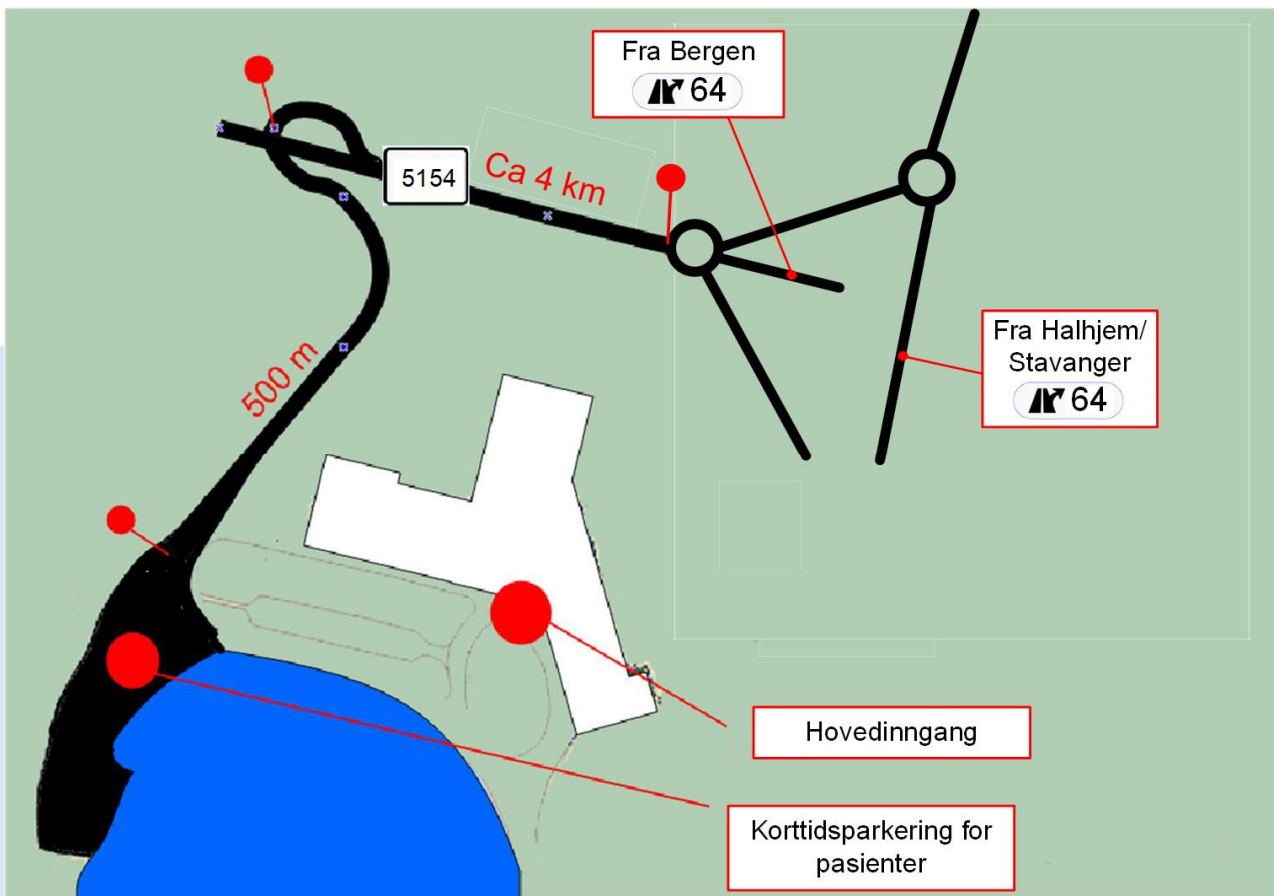 Fra Bergen
64
5154
Ca 4 km
Fra Halhjem/
Stavanger
64
500 m
Hovedinngang
Korttidsparkering for
pasienter